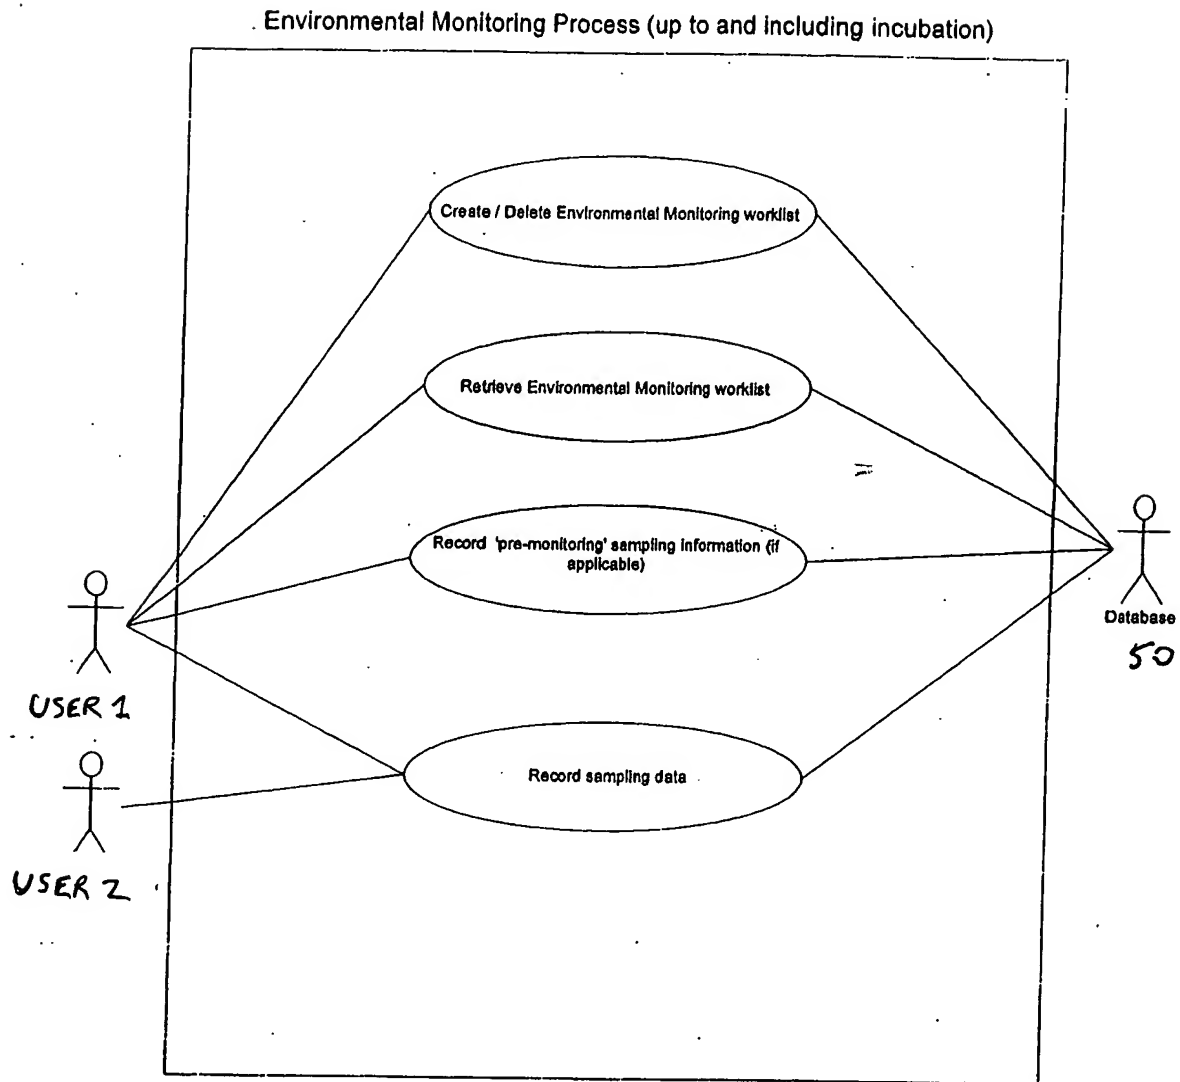 Environmental Monitoring Process (up to and including incubation)
Create / Delete Environmental Monitoring worklist
Retrieve Environmental Monitoring worklist
Record 'pre-monitoring' sampling information (if
applicable)
Database
50
USER 1
Record sampling data
USER 2